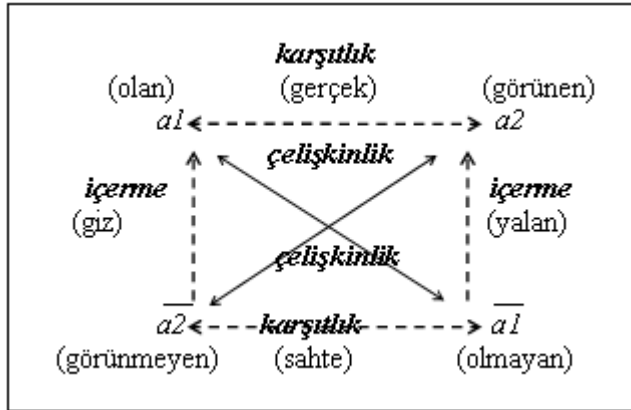 karşıtlık
(olan) (gerçek) (görünen)
a1 a2
çelişkinlik
içerme içerme
(giz) (yalan)
çelişkinlik
a2 karşıtlık a1
(görünmeyen) (sahte) (olmayan)